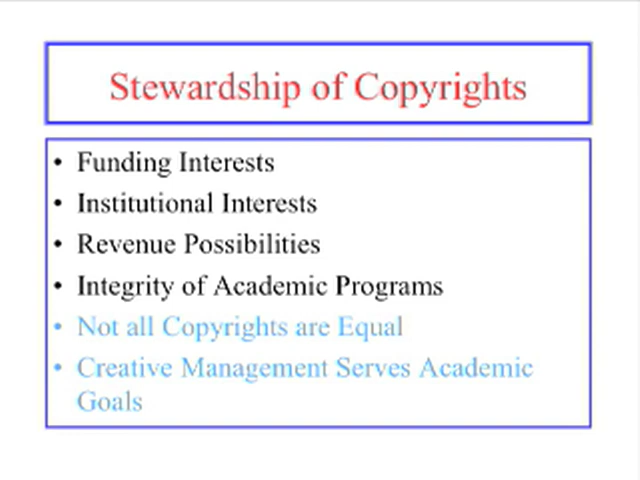 Stewardship of Copyrights
• Funding Interests
• Institutional Interests
• Revenue Possibilities
• Integrity of Academic Programs
• Not all Copyrights are Equal
• Creative Management Serves Academic
Goals